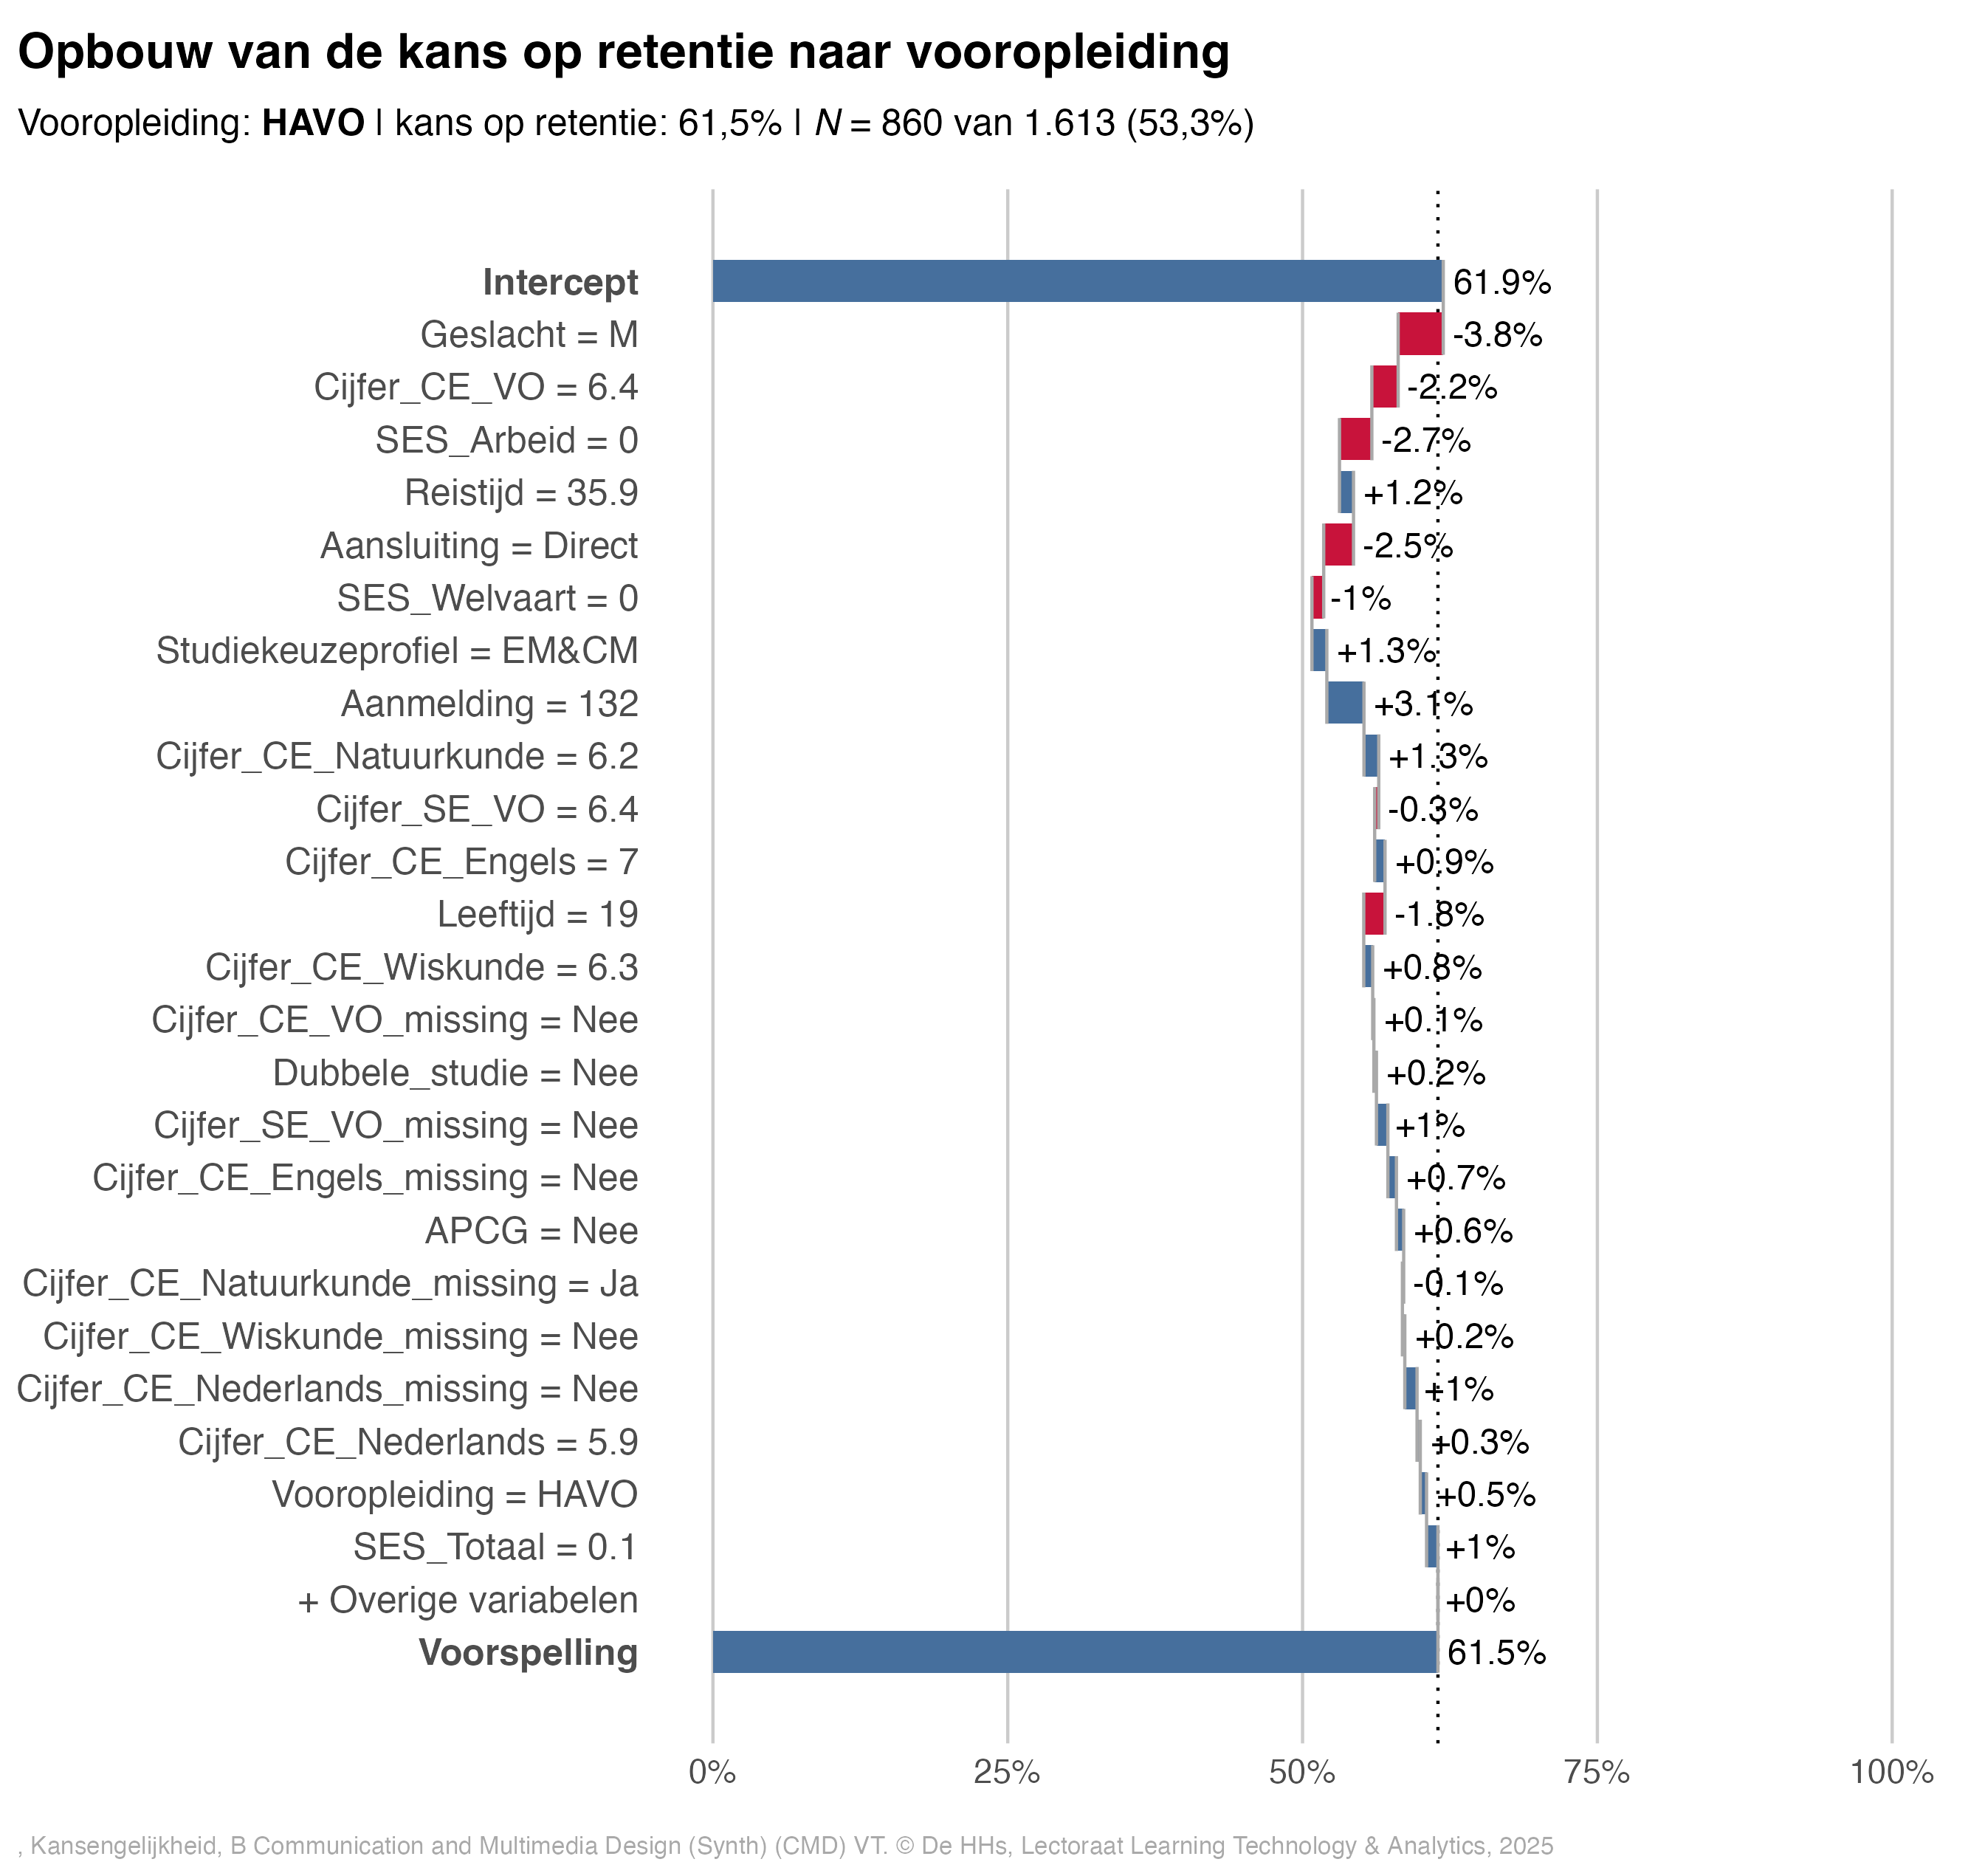 Opbouw van de kans op retentie naar vooropleiding
Vooropleiding: HAVO | kans op retentie: 61,5% | N = 860 van 1.613 (53,3%)
Intercept 61.9%
Geslacht = M -3.8%
Cijfer_CE_VO = 6.4 -2.2%
SES_Arbeid = 0 -2.7%
Reistijd = 35.9 +1.2%
Aansluiting = Direct -2.5%
SES_Welvaart = 0 -1%
Studiekeuzeprofiel = EM&CM +1.3%
Aanmelding = 132 +3.1%
Cijfer_CE_Natuurkunde = 6.2 +1.3%
Cijfer_SE_VO = 6.4 -0.3%
Cijfer_CE_Engels = 7 +0.9%
Leeftijd = 19 -1.8%
Cijfer_CE_Wiskunde = 6.3 +0.8%
Cijfer_CE_VO_missing = Nee +0.1%
Dubbele_studie = Nee +0.2%
Cijfer_SE_VO_missing = Nee +1%
Cijfer_CE_Engels_missing = Nee +0.7%
APCG = Nee +0.6%
Cijfer_CE_Natuurkunde_missing = Ja -0.1%
Cijfer_CE_Wiskunde_missing = Nee +0.2%
Cijfer_CE_Nederlands_missing = Nee +1%
Cijfer_CE_Nederlands = 5.9 +0.3%
Vooropleiding = HAVO +0.5%
SES_Totaal = 0.1 +1%
+ Overige variabelen +0%
Voorspelling 61.5%
0% 25% 50% 75% 100%
, Kansengelijkheid, B Communication and Multimedia Design (Synth) (CMD) VT. © De HHs, Lectoraat Learning Technology & Analytics, 2025